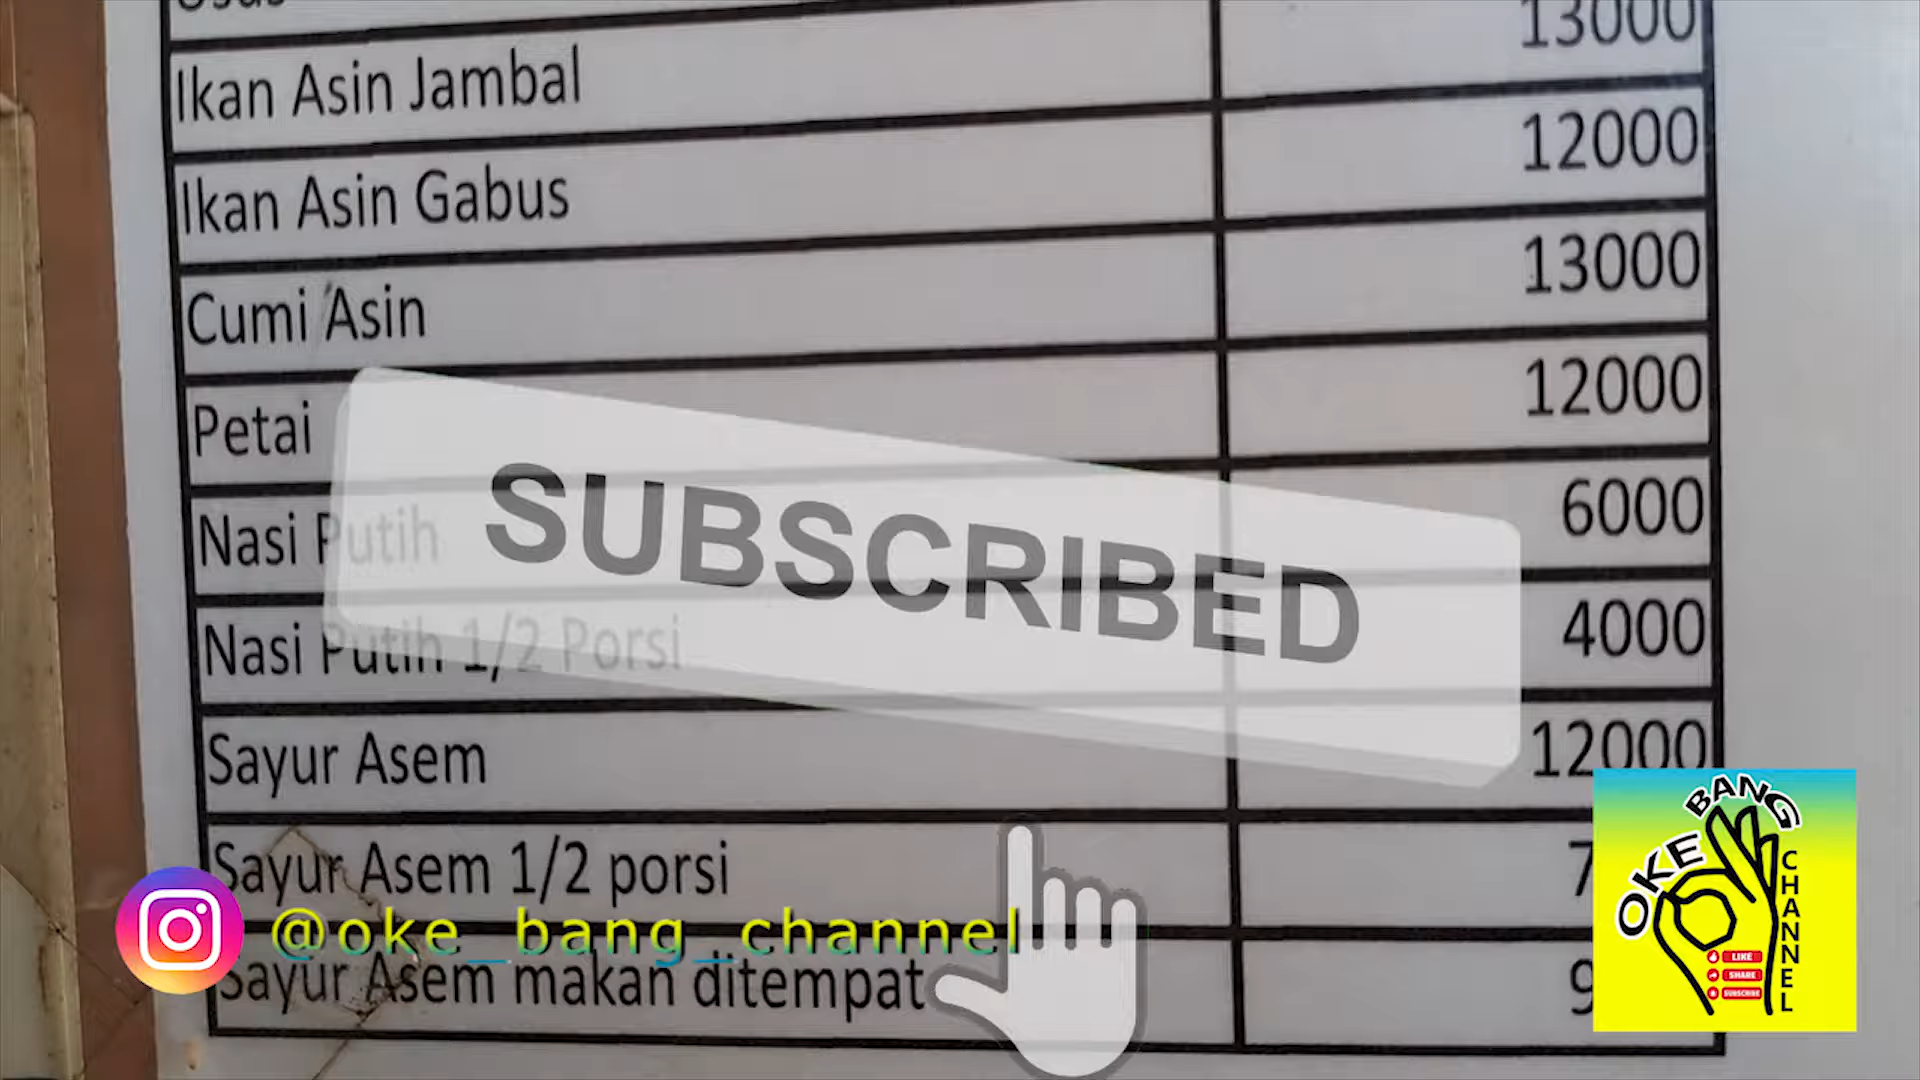 Ikan Asin Jambal 13000
Ikan Asin Gabus 12000
Cumi Asin 13000
Petai 12000
Nasi Putih 6000
Nasi Putih 1/2 Porsi 4000
Sayur Asem 12000
Sayur Asem 1/2 porsi
Sayur Asem makan ditempat
SUBSCRIBED
@oke_bang_channel
OKE BANG CHANNEL
LIKE
SHARE
SUBSCRIBE